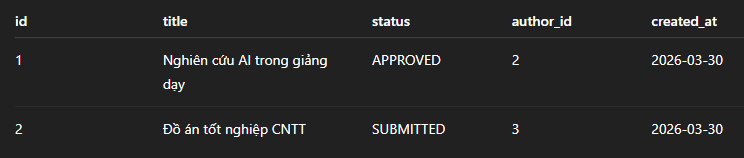 id title status author_id created_at
1 Nghiên cứu AI trong giảng APPROVED 2 2026-03-30
dạy
2 Đồ án tốt nghiệp CNTT SUBMITTED 3 2026-03-30